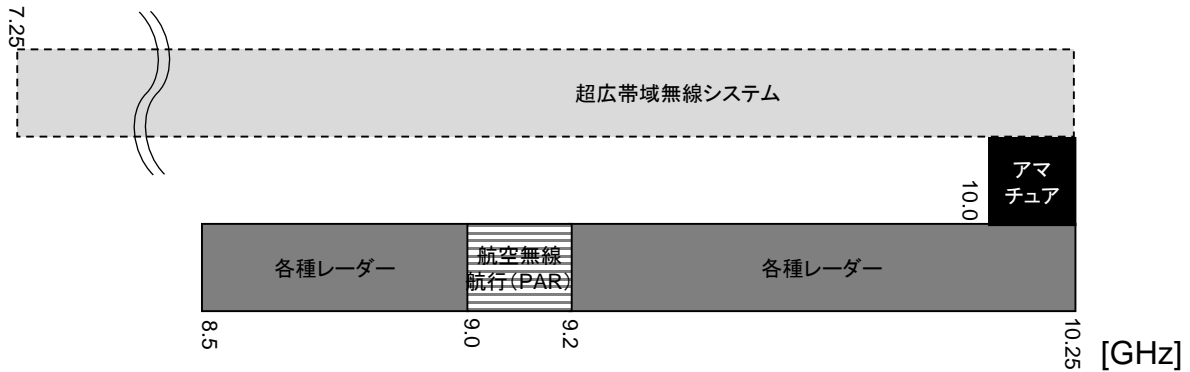 7.25
超広帯域無線システム
アマ
チュア
10.0
各種レーダー
航空無線
航行(PAR)
各種レーダー
8.5
9.0
9.2
10.25
[GHz]